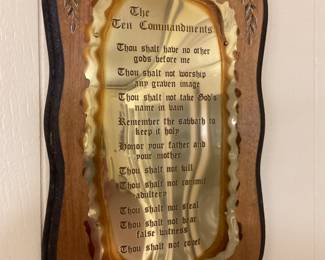 The
Ten Commandments
Thou shalt have no other
gods before me
Thou shalt not worship
any graven image
Thou shalt not take God's
name in vain
Remember the sabbath to
keep it holy
Honor your father and
your mother
Thou shalt not kill
Thou shalt not commit
adultery
Thou shalt not steal
Thou shalt not bear
false witness
Thou shalt not covet